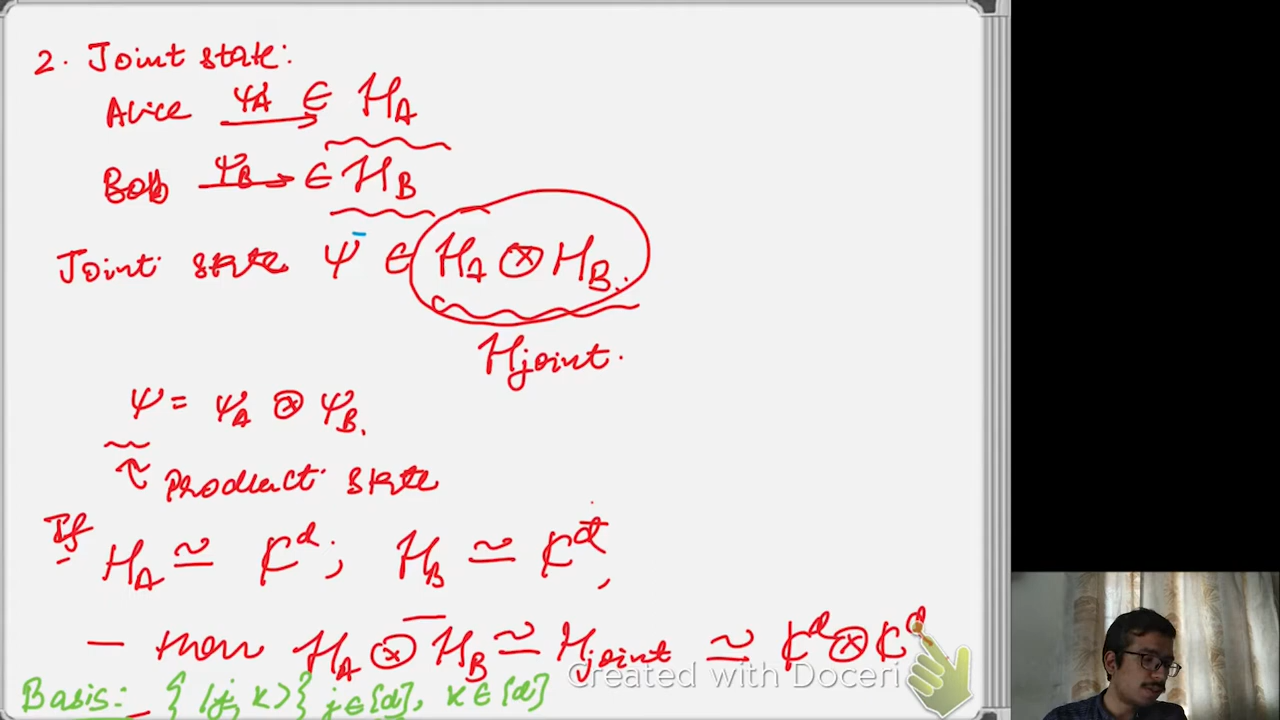 2. Joint state:
Alice ψA → ∈ HA
Bob ψB → ∈ HB
Joint state ψ ∈ HA ⊗ HB.
Hjoint.
ψ = ψA ⊗ ψB.
Product state
If HA ≃ ℂᵈ; HB ≃ ℂᵈ,
- then HA ⊗ HB ≃ Hjoint ≃ ℂᵈ ⊗ ℂᵈ
Created with Doceri
Basis: { |j, k⟩ } j∈[d], k∈[d]